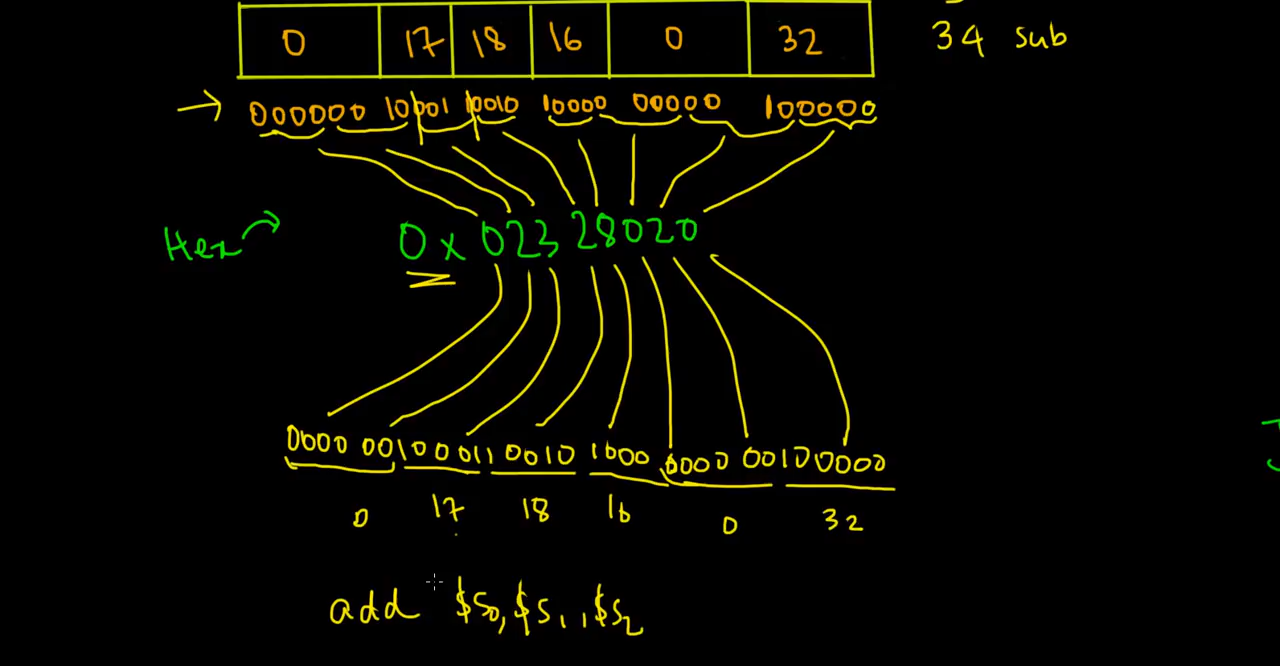 0 17 18 16 0 32
34 sub
000000 10001 10010 10000 00000 100000
Hex
0x02328020
0000 0010 0011 0010 1000 0000 0010 0000
0 17 18 16 0 32
add $s0, $s1, $s2